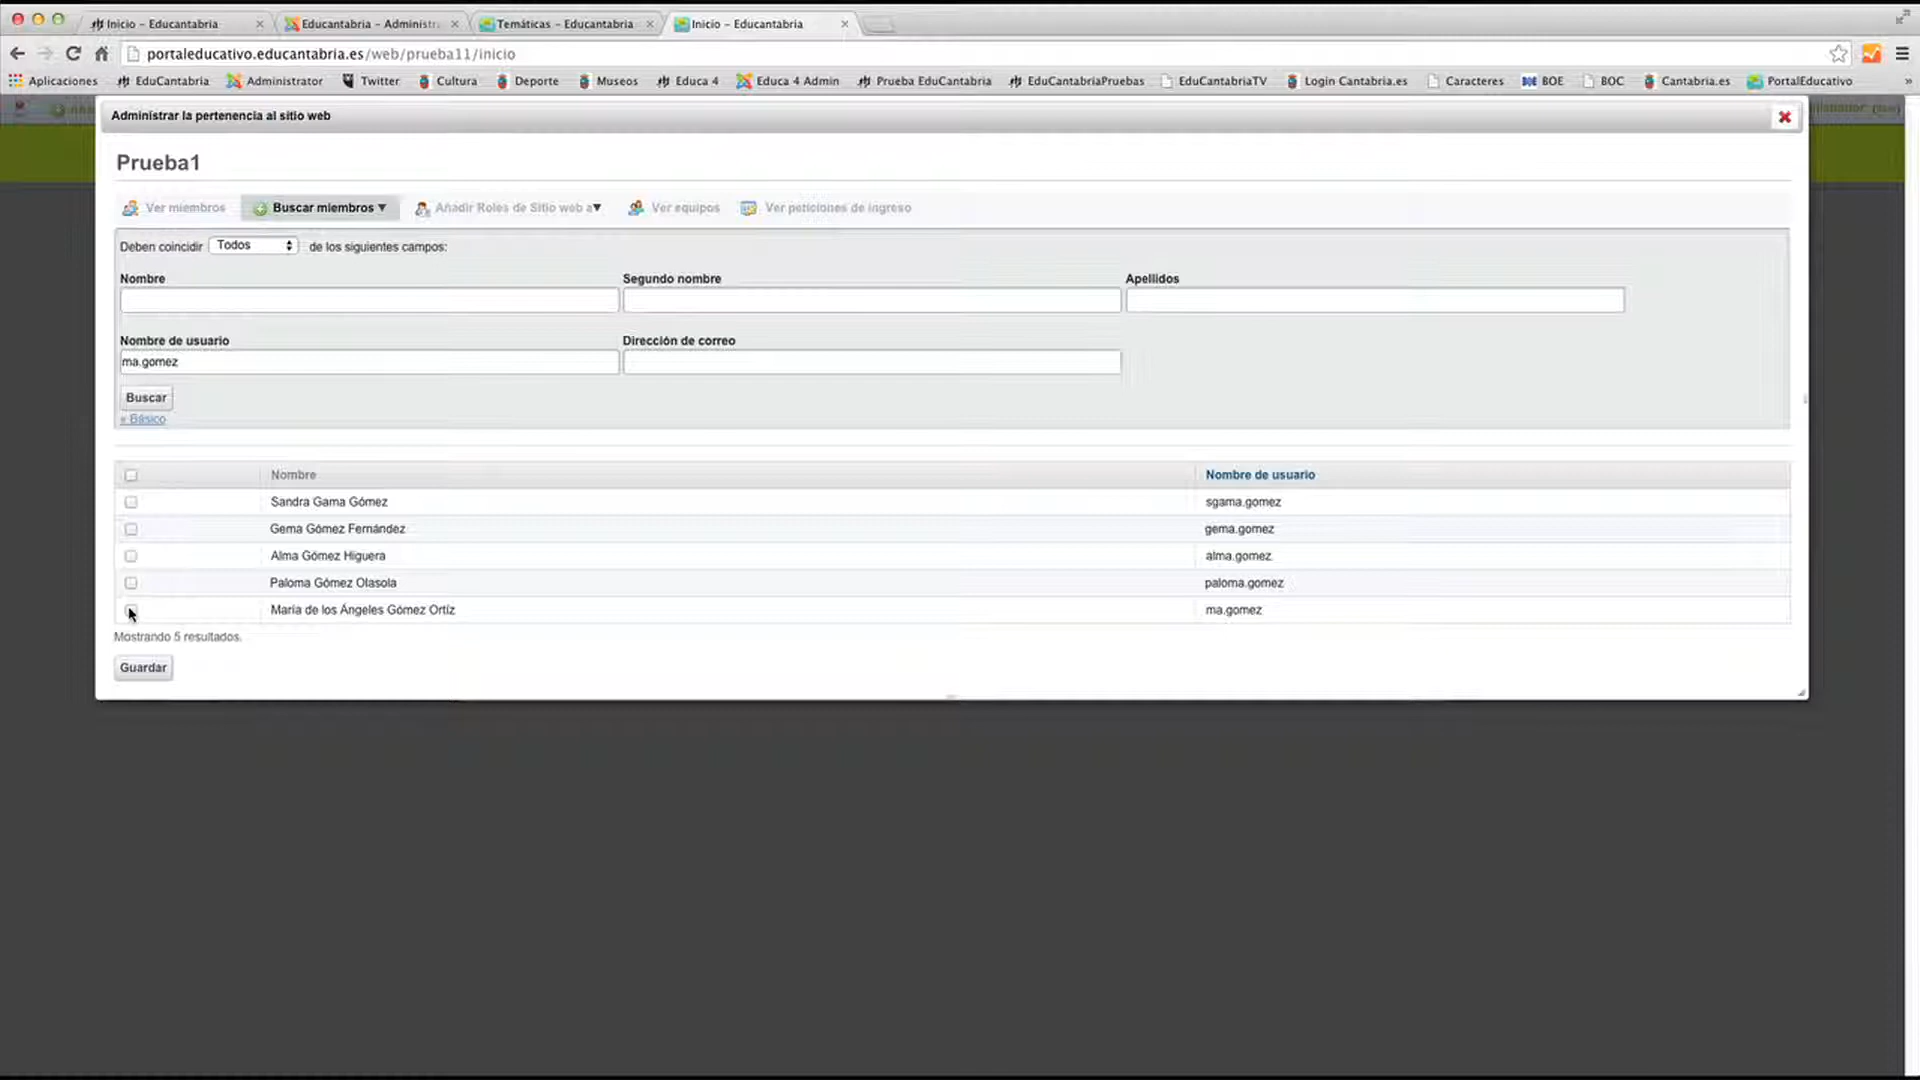 Inicio – Educantabria
Educantabria – Administra
Temáticas – Educantabria
Inicio – Educantabria
portaleducativo.educantabria.es/web/prueba11/inicio
Aplicaciones EduCantabria Administrator Twitter Cultura Deporte Museos Educa 4 Educa 4 Admin Prueba EduCantabria EduCantabriaPruebas EduCantabriaTV Login Cantabria.es Caracteres BOE BOC Cantabria.es PortalEducativo »
Administrar la pertenencia al sitio web
Prueba1
Ver miembros Buscar miembros Añadir Roles de Sitio web a Ver equipos Ver peticiones de ingreso
Deben coincidir Todos de los siguientes campos:
Nombre Segundo nombre Apellidos
Nombre de usuario Dirección de correo
ma.gomez
Buscar
« Básico
Nombre Nombre de usuario
Sandra Gama Gómez sgama.gomez
Gema Gómez Fernández gema.gomez
Alma Gómez Higuera alma.gomez
Paloma Gómez Olasola paloma.gomez
María de los Ángeles Gómez Ortíz ma.gomez
Mostrando 5 resultados.
Guardar